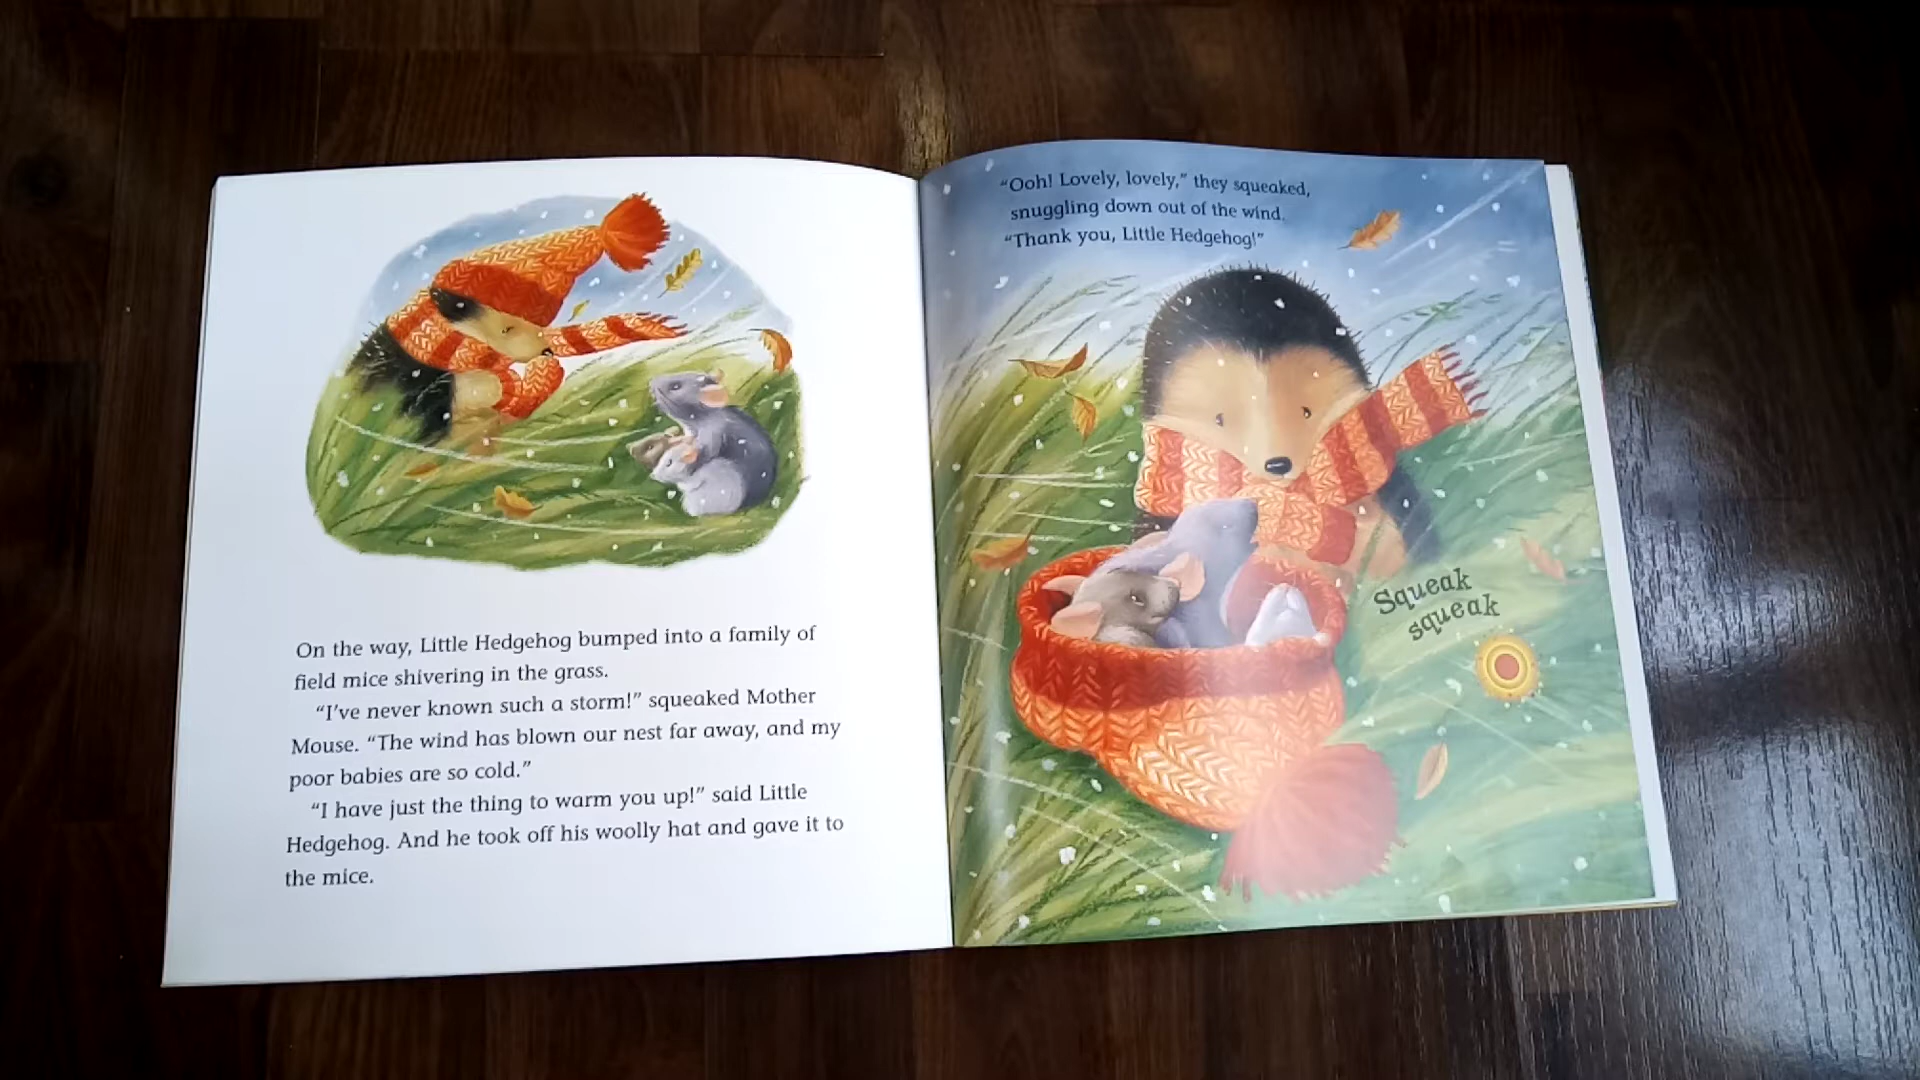 On the way, Little Hedgehog bumped into a family of
field mice shivering in the grass.
“I’ve never known such a storm!” squeaked Mother
Mouse. “The wind has blown our nest far away, and my
poor babies are so cold.”
“I have just the thing to warm you up!” said Little
Hedgehog. And he took off his woolly hat and gave it to
the mice.
“Ooh! Lovely, lovely,” they squeaked,
snuggling down out of the wind.
“Thank you, Little Hedgehog!”
Squeak
squeak